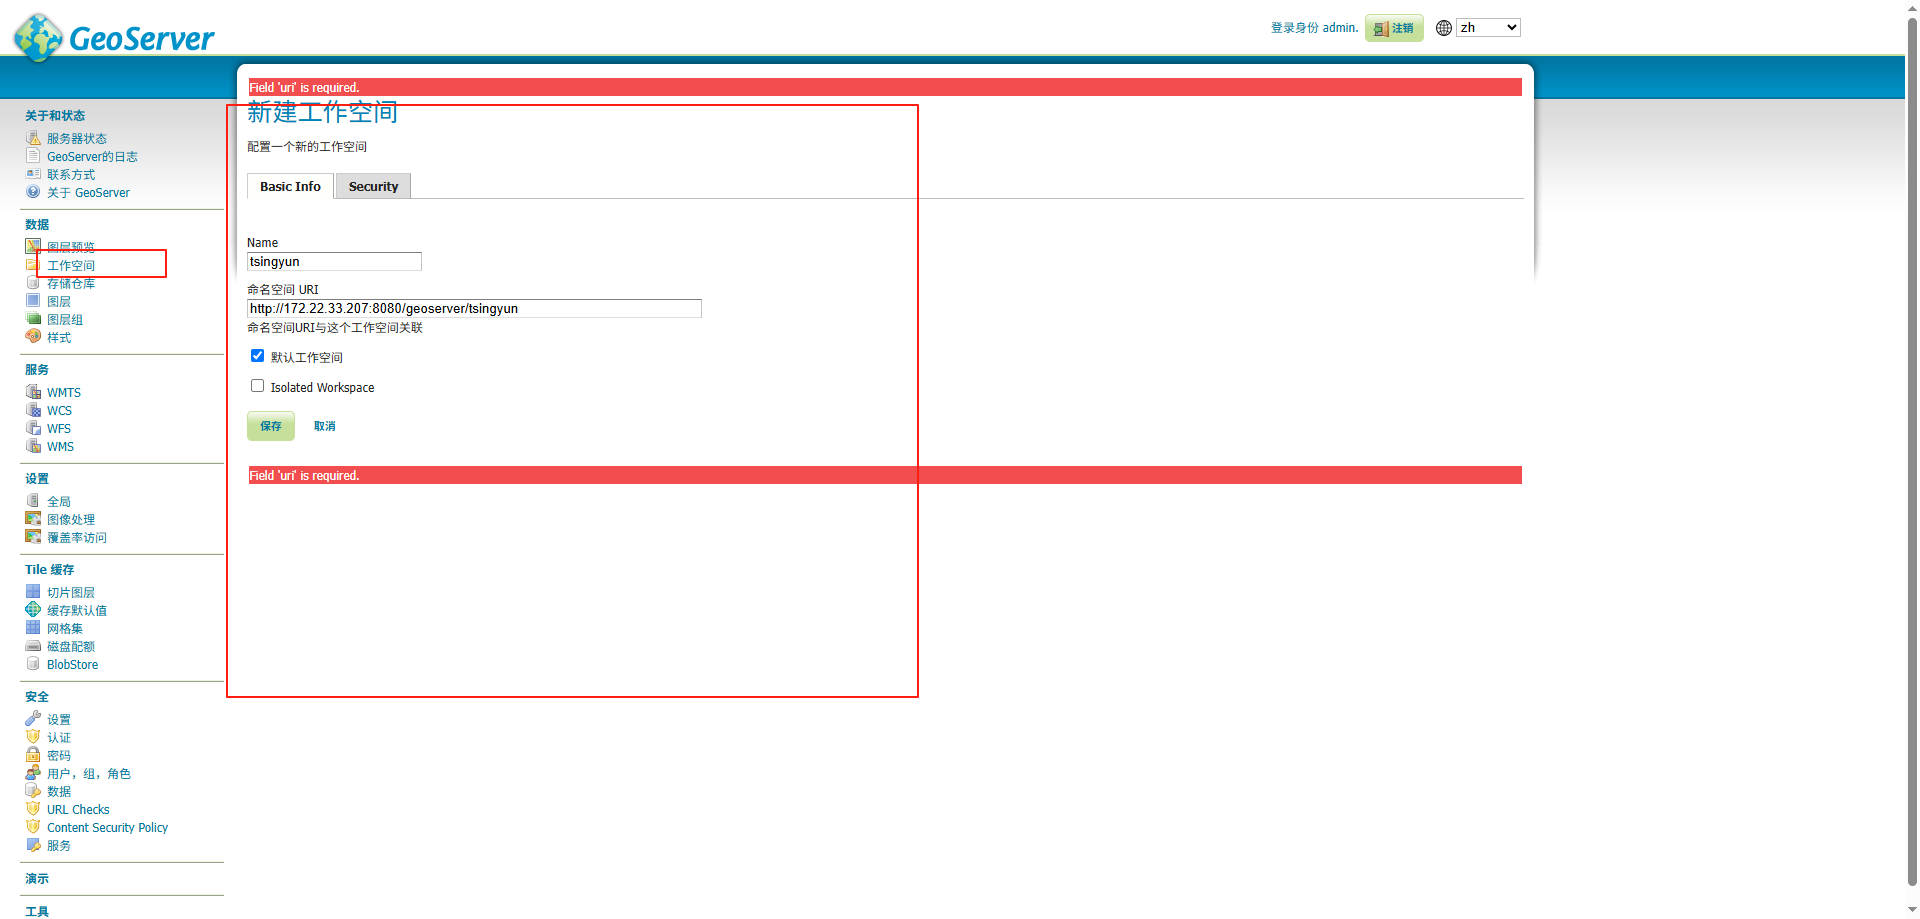 GeoServer
登录身份 admin.
注销
zh
关于和状态
服务器状态
GeoServer的日志
联系方式
关于 GeoServer
数据
图层预览
工作空间
存储仓库
图层
图层组
样式
服务
WMTS
WCS
WFS
WMS
设置
全局
图像处理
覆盖率访问
Tile 缓存
切片图层
缓存默认值
网格集
磁盘配额
BlobStore
安全
设置
认证
密码
用户，组，角色
数据
URL Checks
Content Security Policy
服务
演示
工具
Field 'uri' is required.
新建工作空间
配置一个新的工作空间
Basic Info
Security
Name
tsingyun
命名空间 URI
http://172.22.33.207:8080/geoserver/tsingyun
命名空间URI与这个工作空间关联
默认工作空间
Isolated Workspace
保存
取消
Field 'uri' is required.